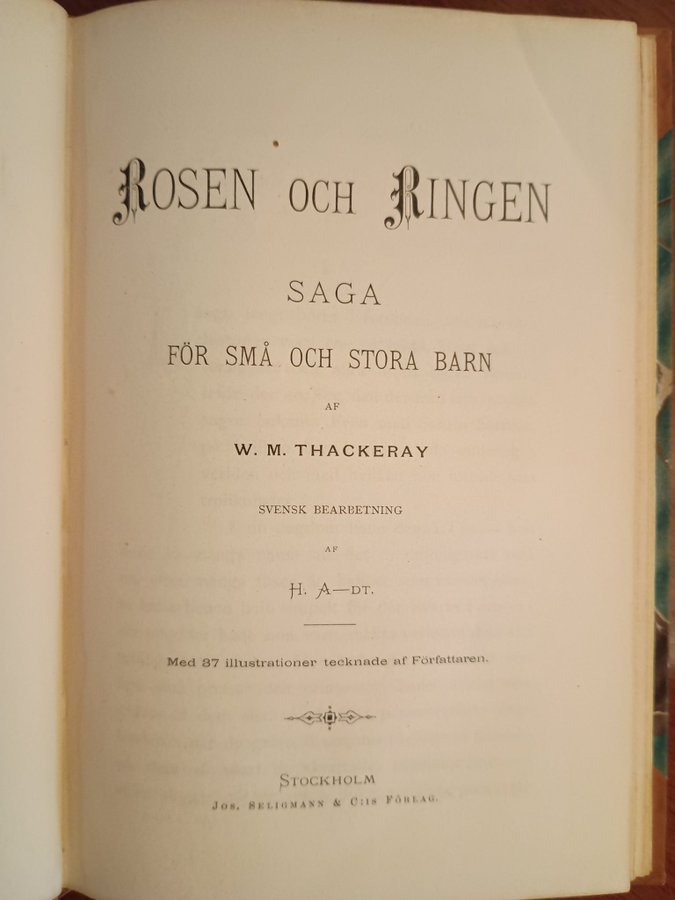 ROSEN OCH RINGEN
SAGA
FÖR SMÅ OCH STORA BARN
AF
W. M. THACKERAY
SVENSK BEARBETNING
AF
H. A—DT.
Med 37 illustrationer tecknade af Författaren.
STOCKHOLM
JOS. SELIGMANN & C:IS FÖRLAG.